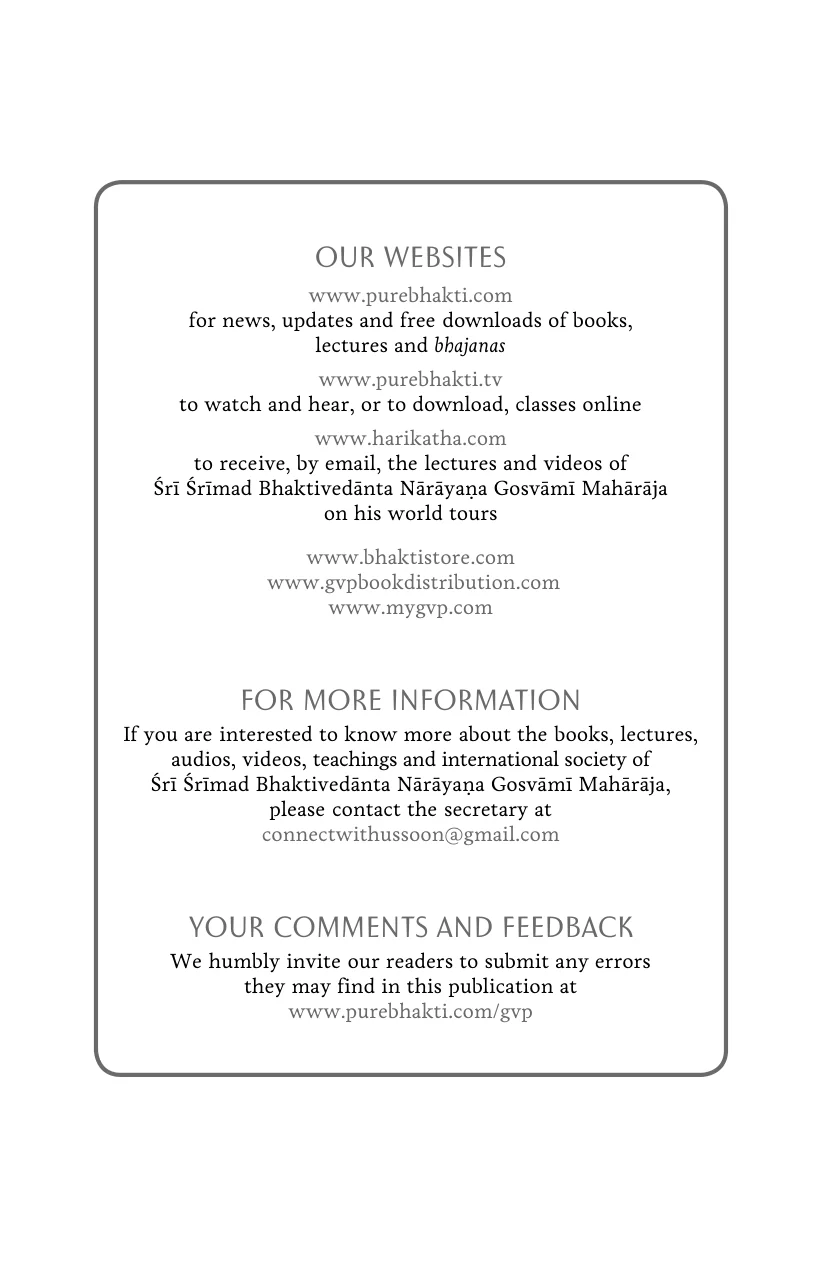 OUR WEBSITES
www.purebhakti.com
for news, updates and free downloads of books,
lectures and bhajanas
www.purebhakti.tv
to watch and hear, or to download, classes online
www.harikatha.com
to receive, by email, the lectures and videos of
Śrī Śrīmad Bhaktivedānta Nārāyaṇa Gosvāmī Mahārāja
on his world tours
www.bhaktistore.com
www.gvpbookdistribution.com
www.mygvp.com
FOR MORE INFORMATION
If you are interested to know more about the books, lectures,
audios, videos, teachings and international society of
Śrī Śrīmad Bhaktivedānta Nārāyaṇa Gosvāmī Mahārāja,
please contact the secretary at
connectwithussoon@gmail.com
YOUR COMMENTS AND FEEDBACK
We humbly invite our readers to submit any errors
they may find in this publication at
www.purebhakti.com/gvp